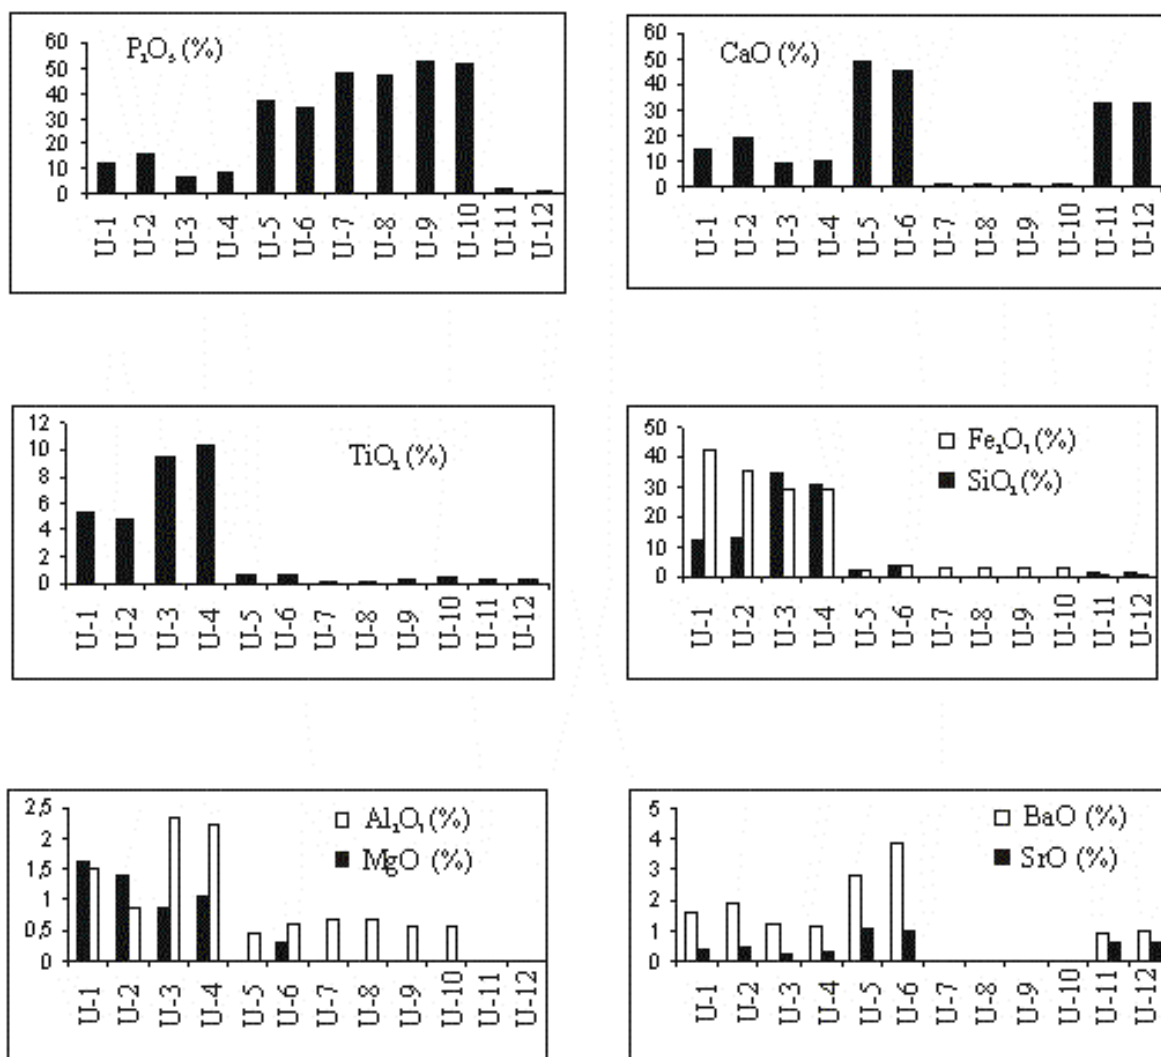 P₂O₅ (%)
60
50
40
30
20
10
0
U-1 U-2 U-3 U-4 U-5 U-6 U-7 U-8 U-9 U-10 U-11 U-12
CaO (%)
60
50
40
30
20
10
0
U-1 U-2 U-3 U-4 U-5 U-6 U-7 U-8 U-9 U-10 U-11 U-12
TiO₂ (%)
12
10
8
6
4
2
0
U-1 U-2 U-3 U-4 U-5 U-6 U-7 U-8 U-9 U-10 U-11 U-12
Fe₂O₃ (%)
SiO₂ (%)
50
40
30
20
10
0
U-1 U-2 U-3 U-4 U-5 U-6 U-7 U-8 U-9 U-10 U-11 U-12
Al₂O₃ (%)
MgO (%)
2,5
2
1,5
1
0,5
0
U-1 U-2 U-3 U-4 U-5 U-6 U-7 U-8 U-9 U-10 U-11 U-12
BaO (%)
SrO (%)
5
4
3
2
1
0
U-1 U-2 U-3 U-4 U-5 U-6 U-7 U-8 U-9 U-10 U-11 U-12